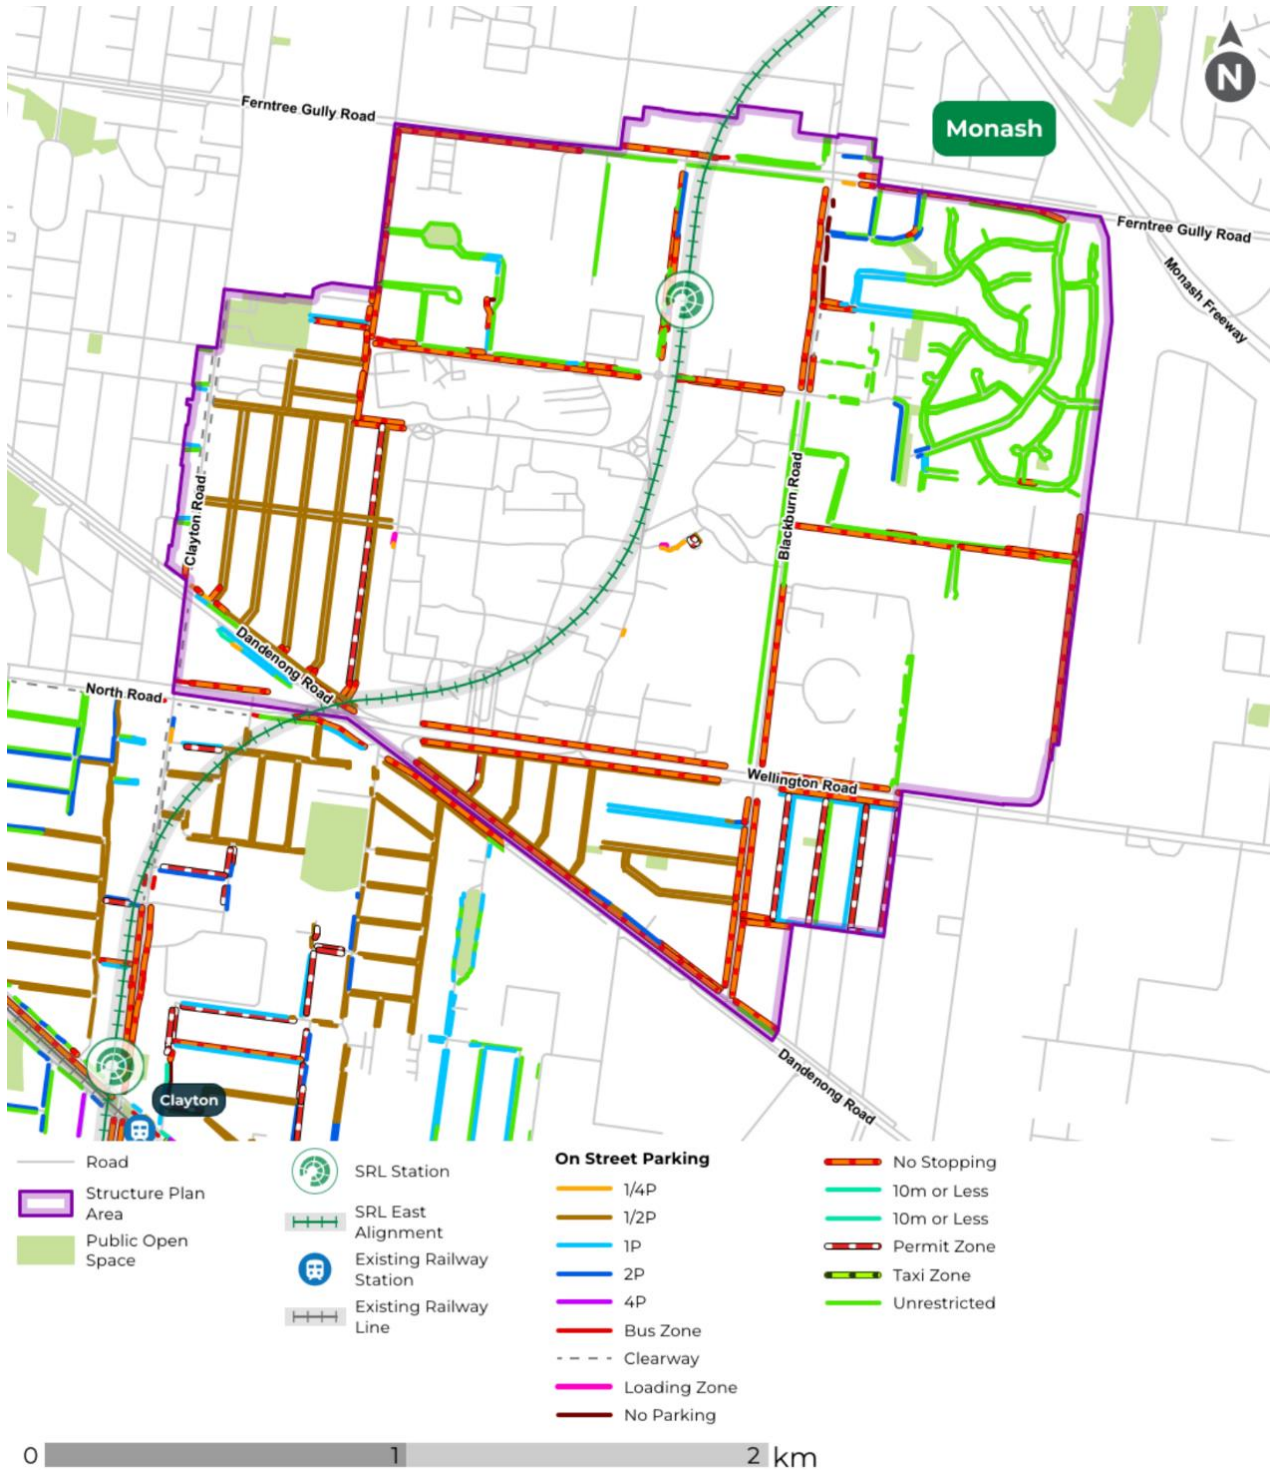 N
Monash
Ferntree Gully Road
Ferntree Gully Road
Monash Freeway
Clayton Road
Blackburn Road
Dandenong Road
North Road
Wellington Road
Dandenong Road
Clayton
Road
Structure Plan
Area
Public Open
Space
SRL Station
SRL East
Alignment
Existing Railway
Station
Existing Railway
Line
On Street Parking
1/4P
1/2P
1P
2P
4P
Bus Zone
Clearway
Loading Zone
No Parking
No Stopping
10m or Less
10m or Less
Permit Zone
Taxi Zone
Unrestricted
0 1 2 km